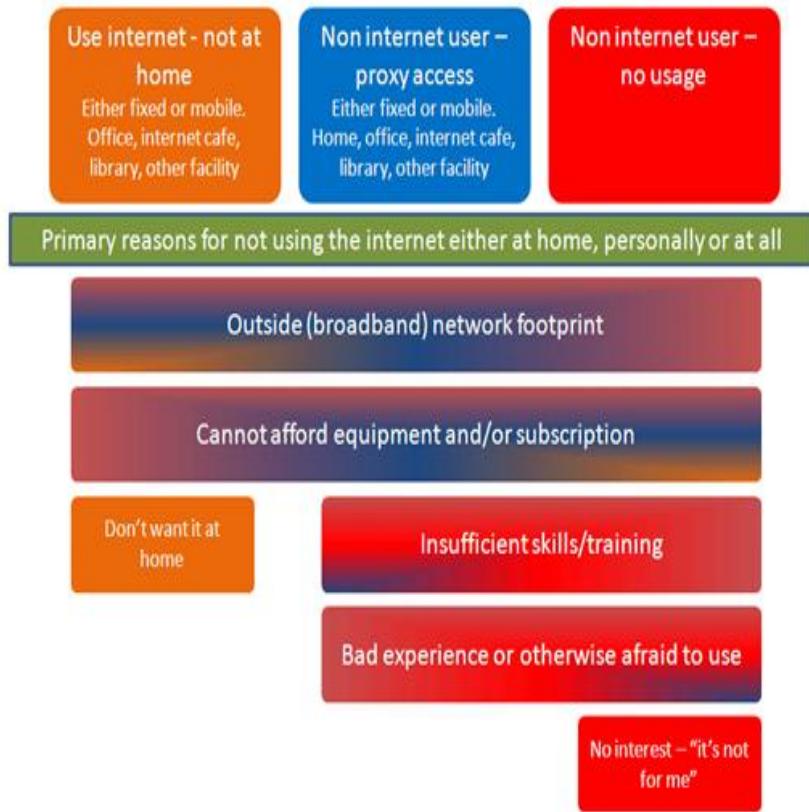 Use internet - not at
home
Either fixed or mobile.
Office, internet cafe,
library, other facility
Non internet user –
proxy access
Either fixed or mobile.
Home, office, internet cafe,
library, other facility
Non internet user –
no usage
Primary reasons for not using the internet either at home, personally or at all
Outside (broadband) network footprint
Cannot afford equipment and/or subscription
Don't want it at
home
Insufficient skills/training
Bad experience or otherwise afraid to use
No interest – “it's not
for me”